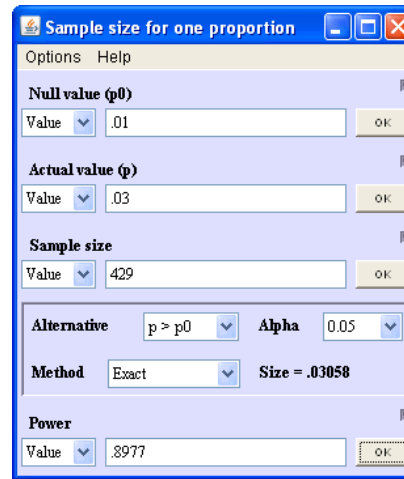 Sample size for one proportion
Options Help
Null value (p0)
Value .01 OK
Actual value (p)
Value .03 OK
Sample size
Value 429 OK
Alternative p > p0 Alpha 0.05
Method Exact Size = .03058
Power
Value .8977 OK